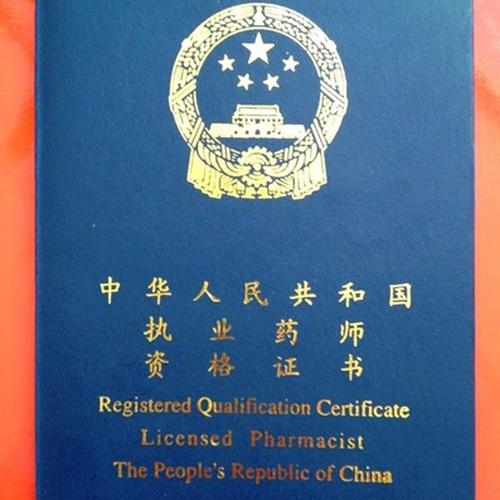 中华人民共和国
执业药师
资格证书
Registered Qualification Certificate
Licensed Pharmacist
The People's Republic of China